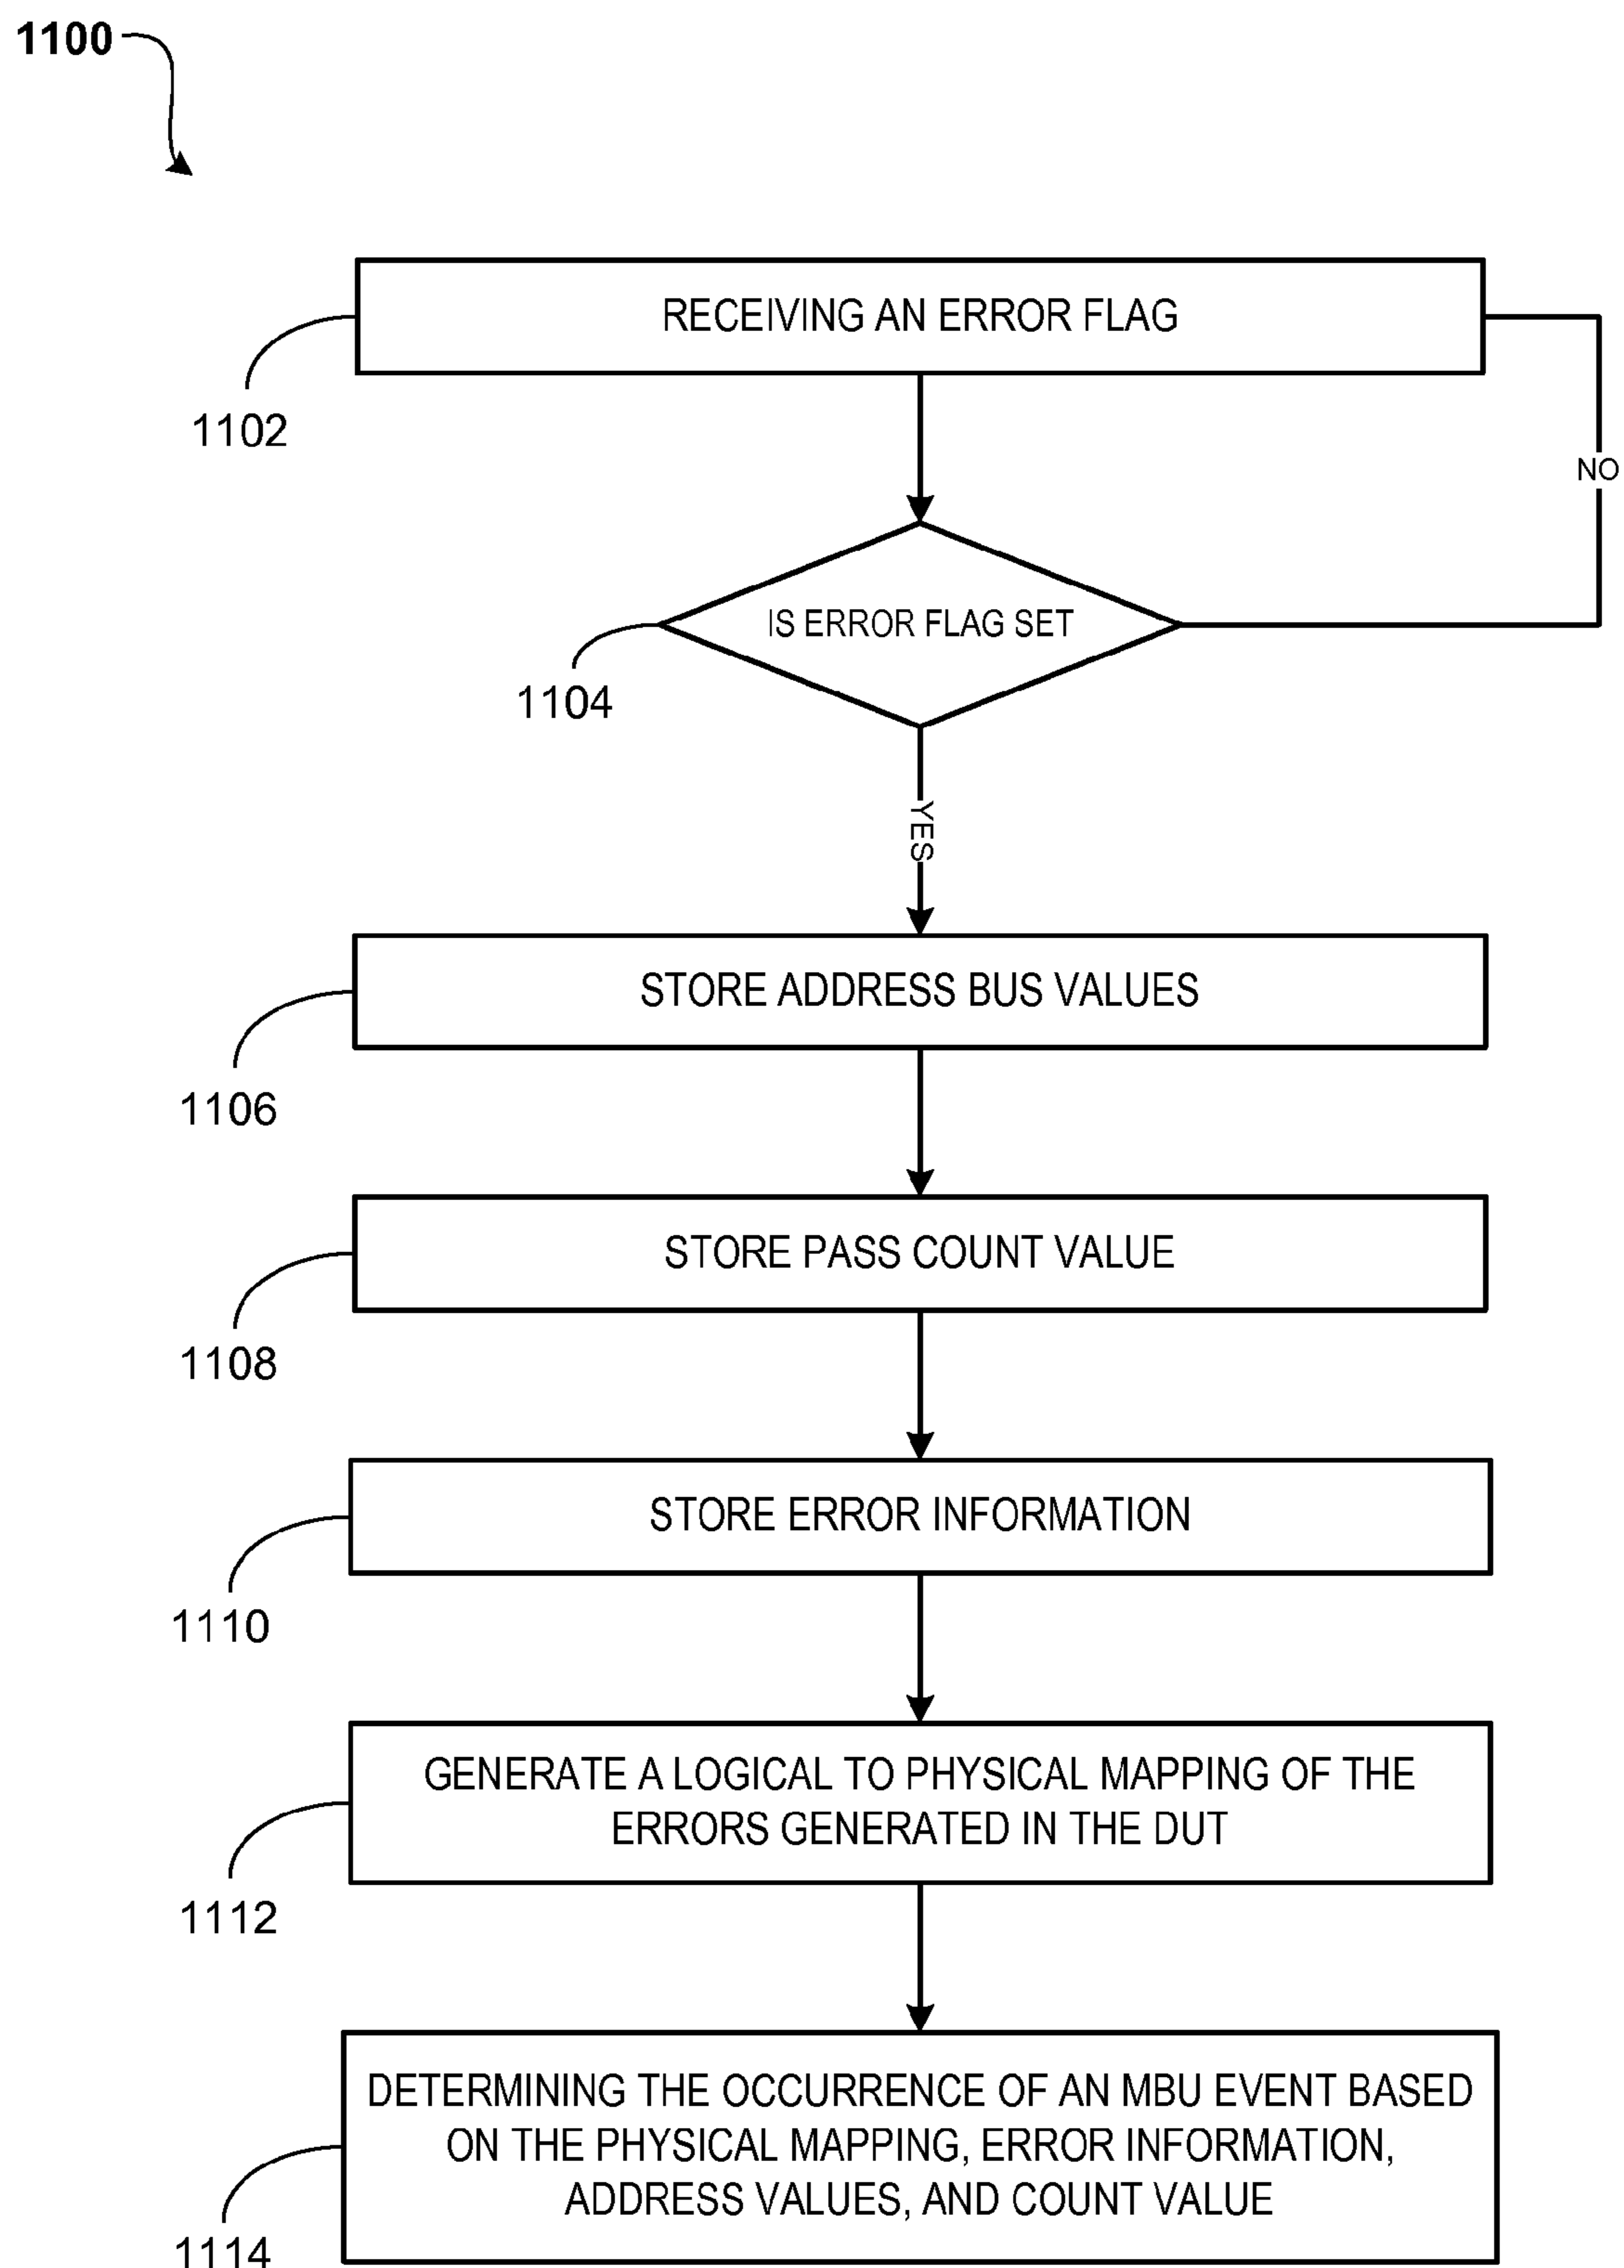 1100
RECEIVING AN ERROR FLAG
1102
NO
IS ERROR FLAG SET
1104
YES
STORE ADDRESS BUS VALUES
1106
STORE PASS COUNT VALUE
1108
STORE ERROR INFORMATION
1110
GENERATE A LOGICAL TO PHYSICAL MAPPING OF THE
ERRORS GENERATED IN THE DUT
1112
DETERMINING THE OCCURRENCE OF AN MBU EVENT BASED
ON THE PHYSICAL MAPPING, ERROR INFORMATION,
ADDRESS VALUES, AND COUNT VALUE
1114